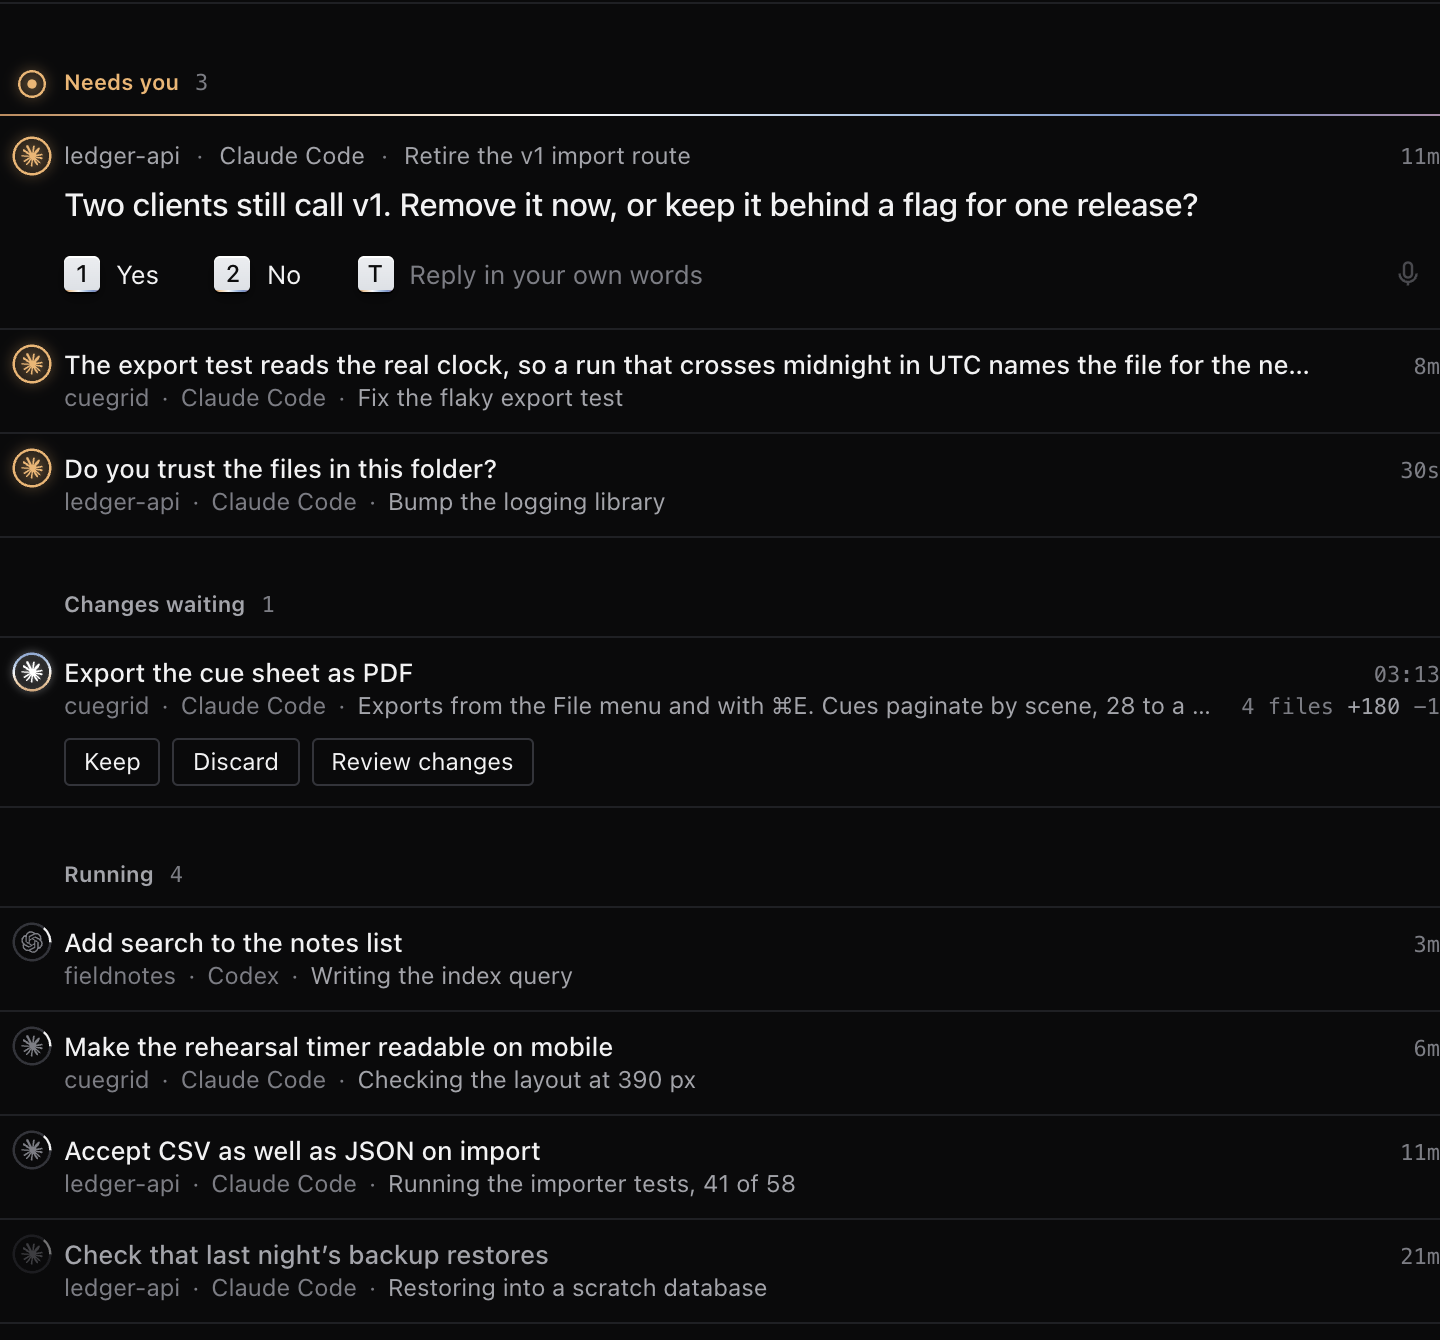 Needs you 3
ledger-api · Claude Code · Retire the v1 import route 11m
Two clients still call v1. Remove it now, or keep it behind a flag for one release?
1 Yes 2 No T Reply in your own words
The export test reads the real clock, so a run that crosses midnight in UTC names the file for the ne... 8m
cuegrid · Claude Code · Fix the flaky export test
Do you trust the files in this folder? 30s
ledger-api · Claude Code · Bump the logging library
Changes waiting 1
Export the cue sheet as PDF 03:13
cuegrid · Claude Code · Exports from the File menu and with ⌘E. Cues paginate by scene, 28 to a ... 4 files +180 −1
Keep Discard Review changes
Running 4
Add search to the notes list 3m
fieldnotes · Codex · Writing the index query
Make the rehearsal timer readable on mobile 6m
cuegrid · Claude Code · Checking the layout at 390 px
Accept CSV as well as JSON on import 11m
ledger-api · Claude Code · Running the importer tests, 41 of 58
Check that last night’s backup restores 21m
ledger-api · Claude Code · Restoring into a scratch database